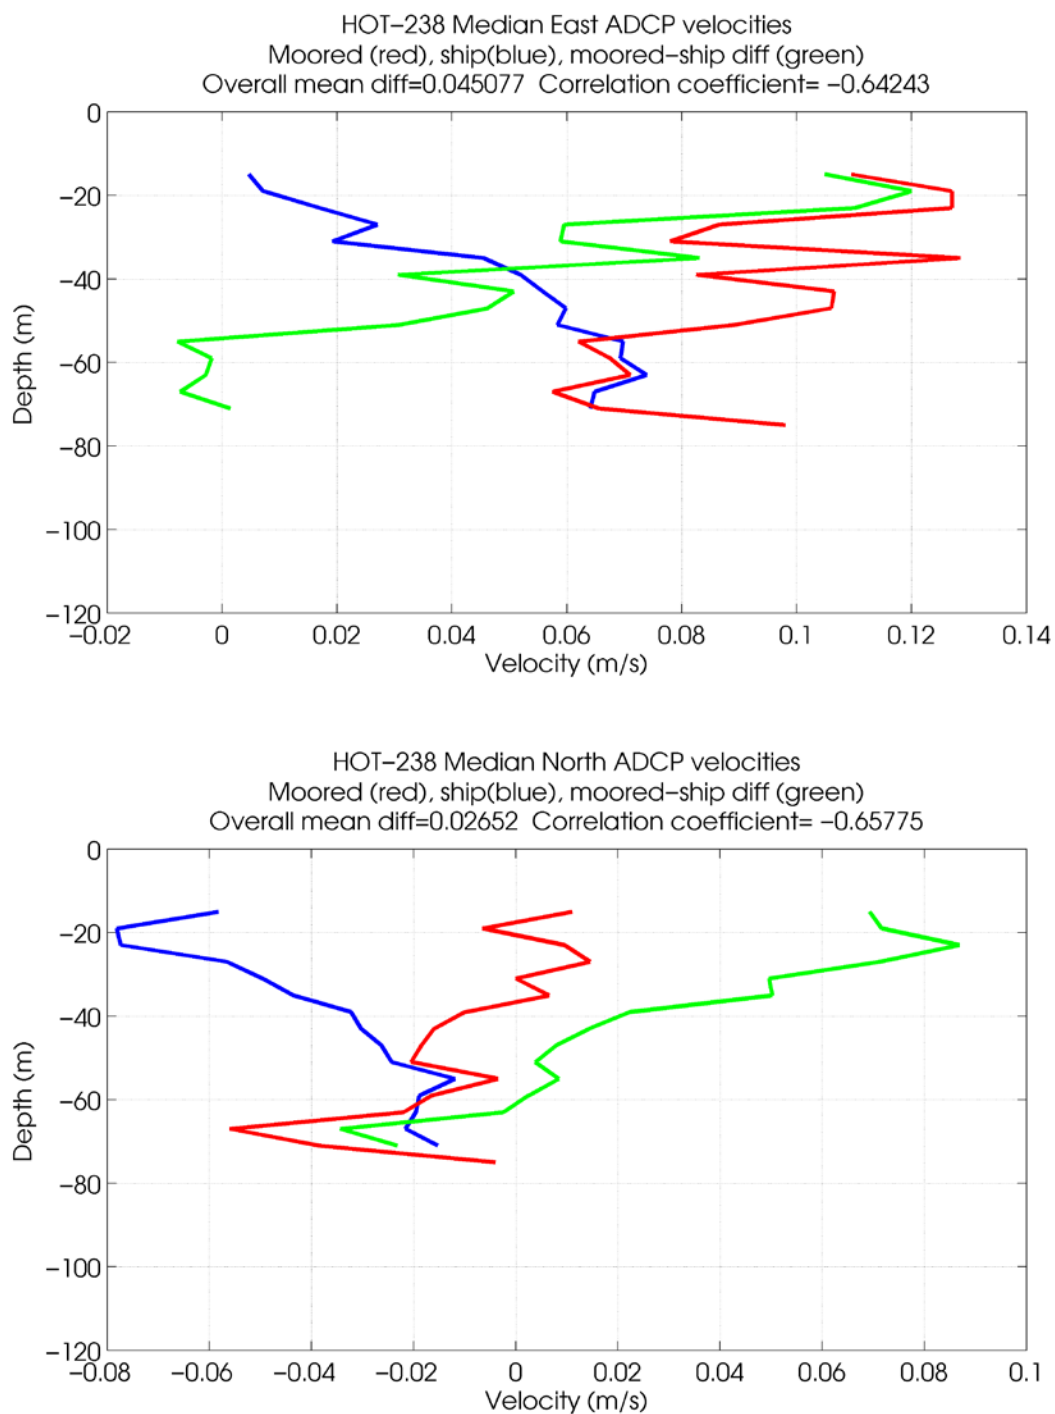 HOT–238 Median East ADCP velocities
Moored (red), ship(blue), moored–ship diff (green)
Overall mean diff=0.045077 Correlation coefficient= –0.64243
0
–20
–40
–60
–80
–100
–120
Depth (m)
–0.02 0 0.02 0.04 0.06 0.08 0.1 0.12 0.14
Velocity (m/s)
HOT–238 Median North ADCP velocities
Moored (red), ship(blue), moored–ship diff (green)
Overall mean diff=0.02652 Correlation coefficient= –0.65775
0
–20
–40
–60
–80
–100
–120
Depth (m)
–0.08 –0.06 –0.04 –0.02 0 0.02 0.04 0.06 0.08 0.1
Velocity (m/s)